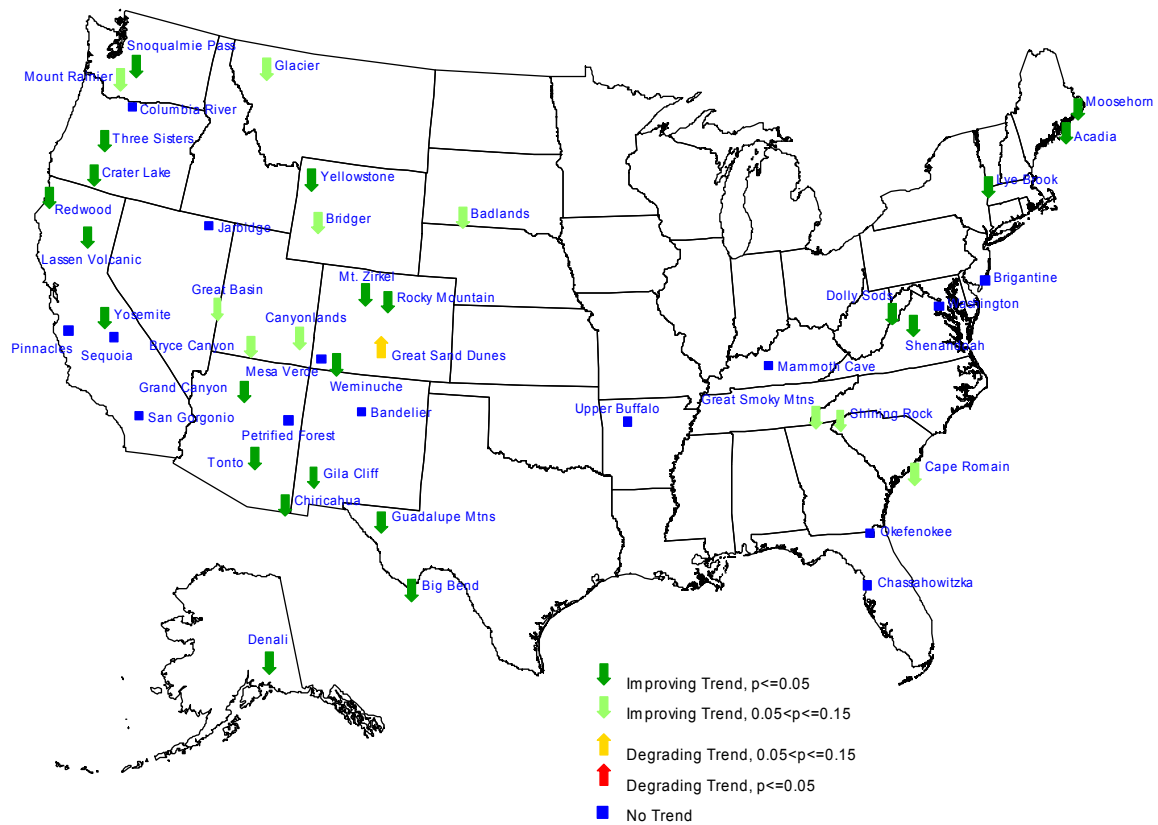 Snoqualmie Pass
Glacier
Mount Rainier
Columbia River
Moosehorn
Acadia
Three Sisters
Crater Lake
Yellowstone
Lye Brook
Redwood
Bridger
Badlands
Jarbidge
Lassen Volcanic
Mt. Zirkel
Brigantine
Great Basin
Rocky Mountain
Dolly Sods
Washington
Yosemite
Canyonlands
Pinnacles
Sequoia
Bryce Canyon
Great Sand Dunes
Shenandoah
Mesa Verde
Mammoth Cave
Grand Canyon
Weminuche
San Gorgonio
Bandelier
Upper Buffalo
Great Smoky Mtns
Shining Rock
Petrified Forest
Tonto
Gila Cliff
Cape Romain
Chiricahua
Guadalupe Mtns
Okefenokee
Big Bend
Chassahowitzka
Denali
Improving Trend, p<=0.05
Improving Trend, 0.05<p<=0.15
Degrading Trend, 0.05<p<=0.15
Degrading Trend, p<=0.05
No Trend